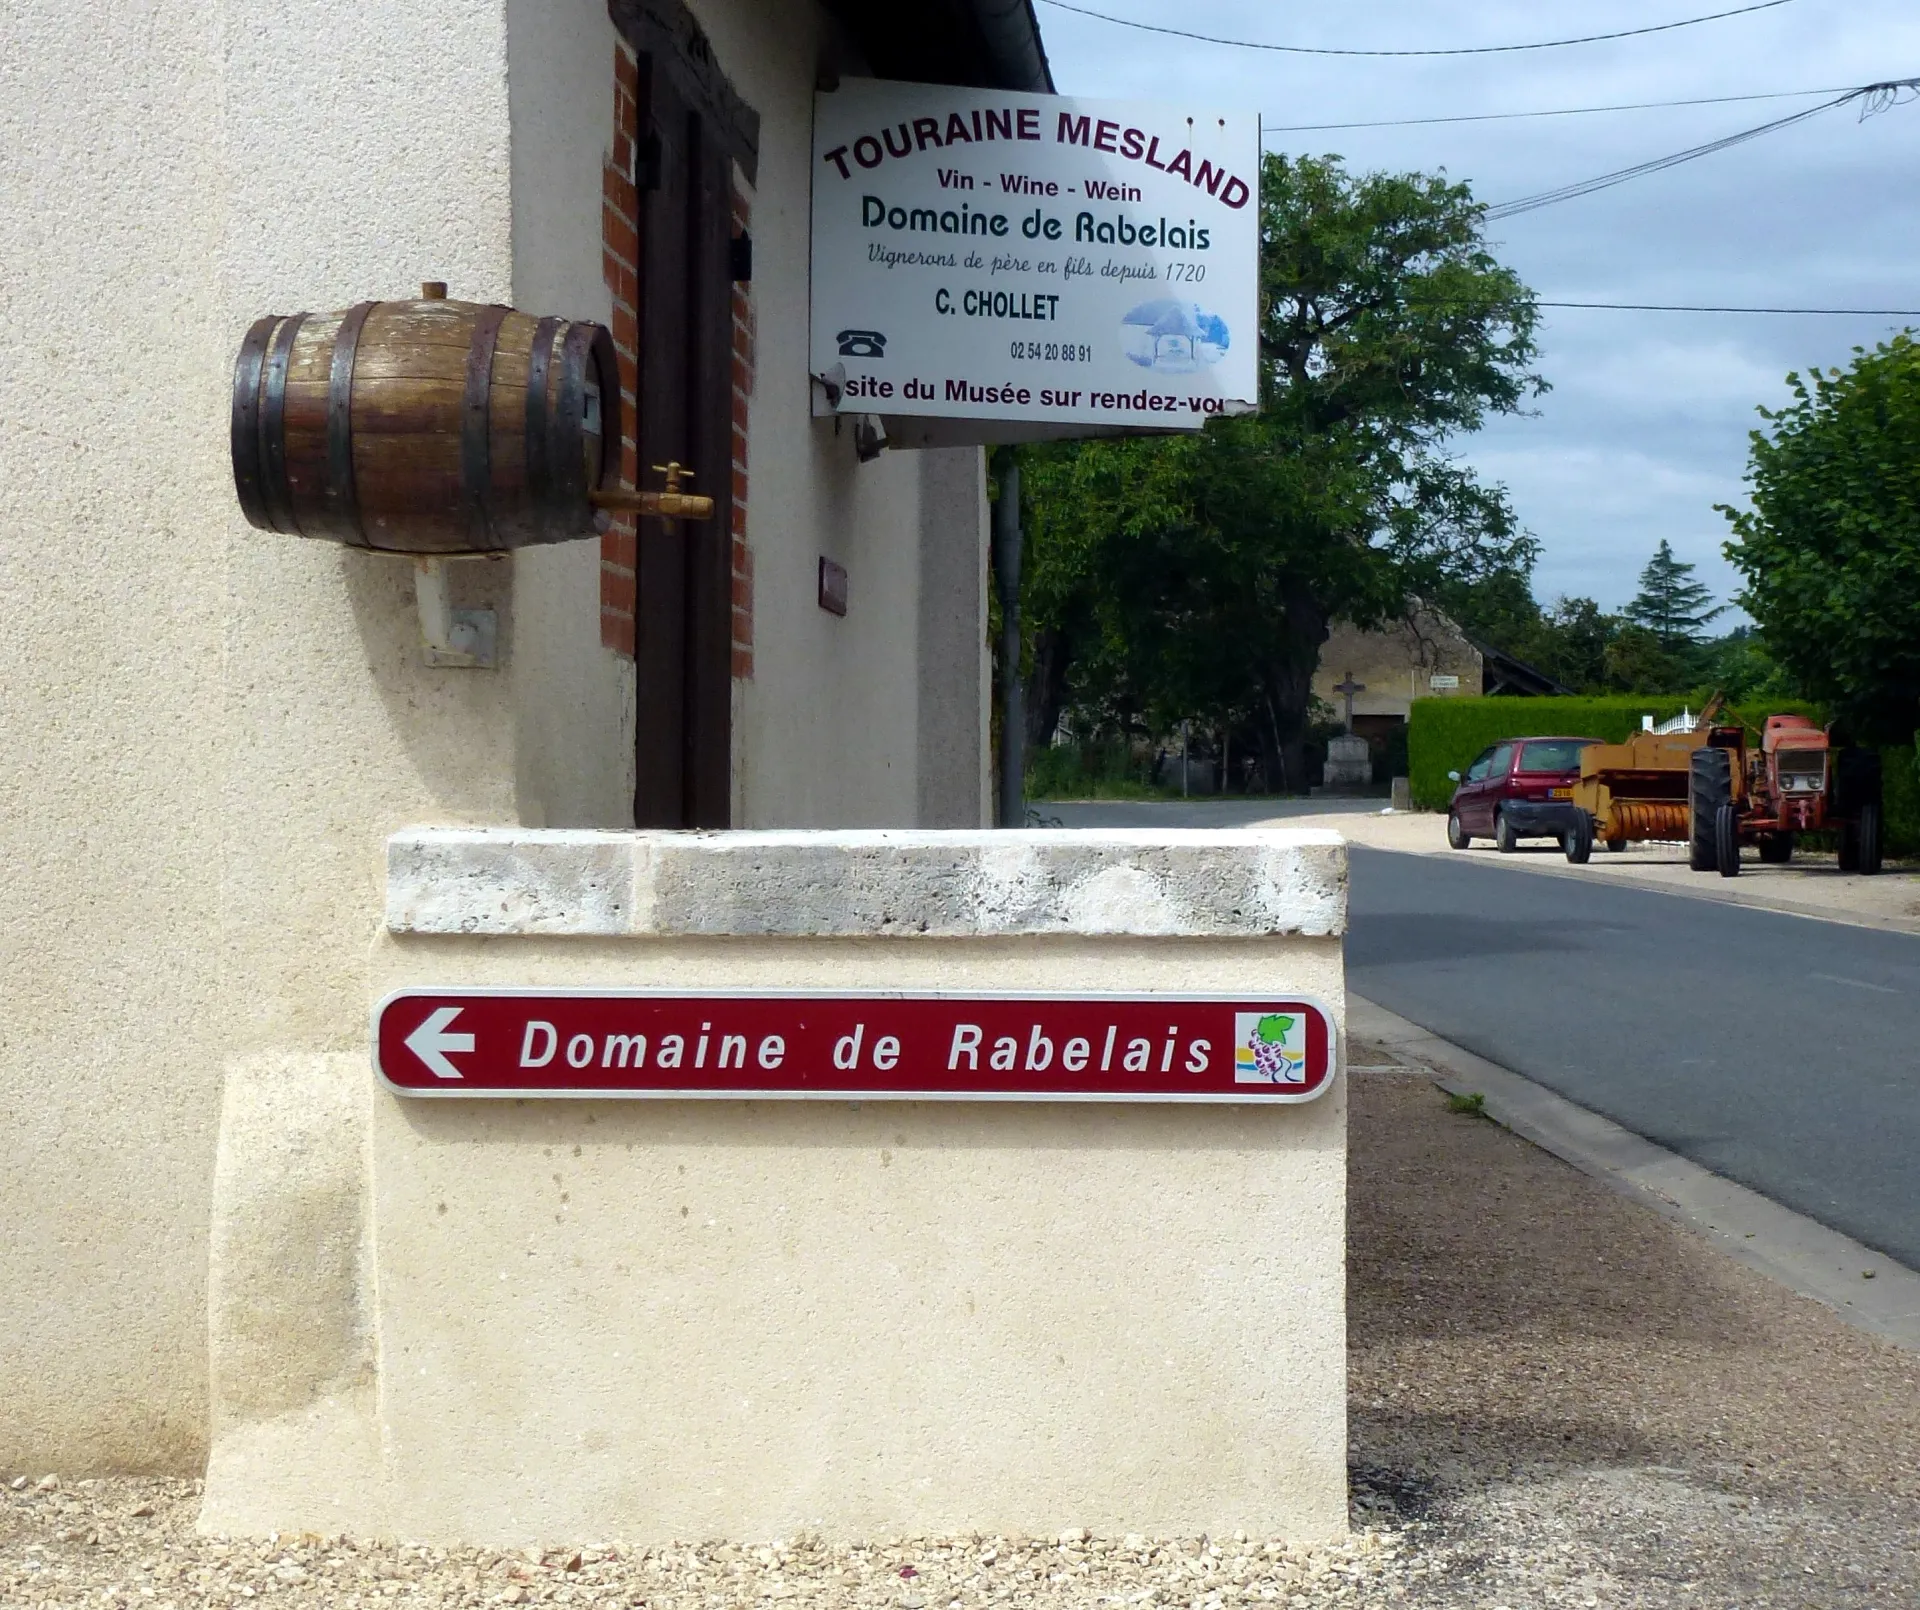 TOURAINE MESLAND
Vin - Wine - Wein
Domaine de Rabelais
Vignerons de père en fils depuis 1720
C. CHOLLET
02 54 20 88 91
site du Musée sur rendez-vou
Domaine de Rabelais